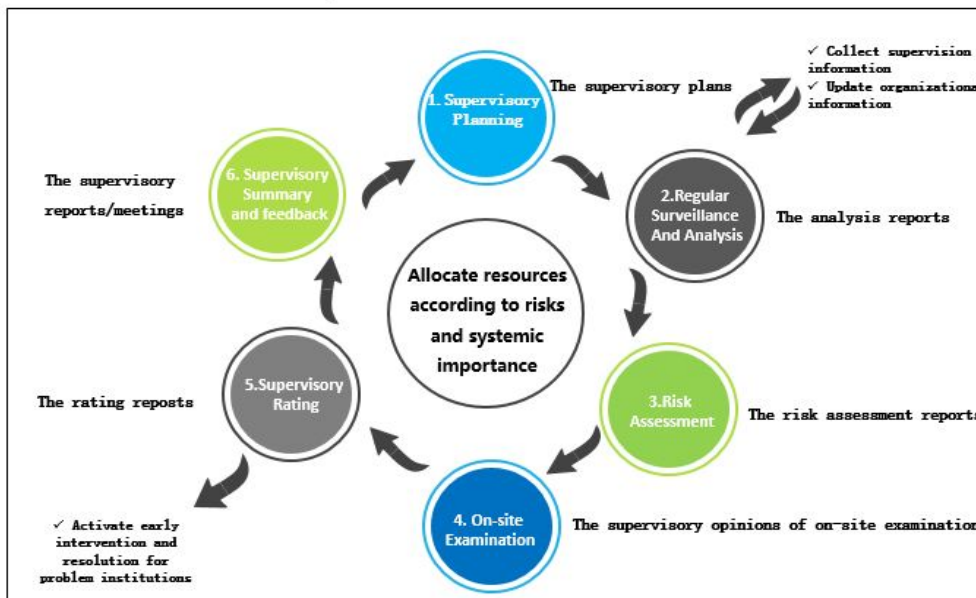 ✓ Collect supervision
information
✓ Update organizationa
information
The supervisory plans
1. Supervisory
Planning
6. Supervisory
Summary
and feedback
The supervisory
reports/meetings
2.Regular
Surveillance
And Analysis
The analysis reports
Allocate resources
according to risks
and systemic
importance
5.Supervisory
Rating
The rating reposts
3.Risk
Assessment
The risk assessment reports
4. On-site
Examination
The supervisory opinions of on-site examination
✓ Activate early
intervention and
resolution for
problem institutions